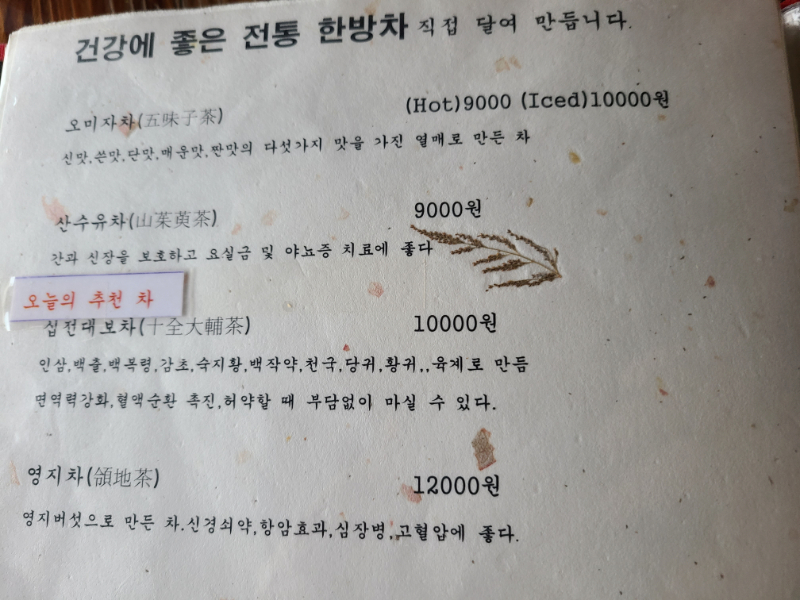 건강에 좋은 전통 한방차 직접 달여 만듭니다.
오미자차(五味子茶) (Hot)9000 (Iced)10000원
신맛,쓴맛,단맛,매운맛,짠맛의 다섯가지 맛을 가진 열매로 만든 차
산수유차(山茱萸茶) 9000원
간과 신장을 보호하고 요실금 및 야뇨증 치료에 좋다
오늘의 추천 차
십전대보차(十全大輔茶) 10000원
인삼,백출,백목령,감초,숙지황,백작약,천국,당귀,황귀,,육계로 만듬
면역력강화,혈액순환 촉진,허약할 때 부담없이 마실 수 있다.
영지차(領地茶) 12000원
영지버섯으로 만든 차.신경쇠약,항암효과,심장병,,고혈압에 좋다.